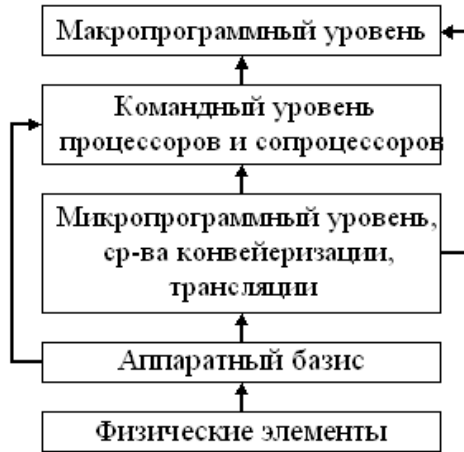 Макропрограммный уровень
Командный уровень
процессоров и сопроцессоров
Микропрограммный уровень,
ср-ва конвейеризации,
трансляции
Аппаратный базис
Физические элементы